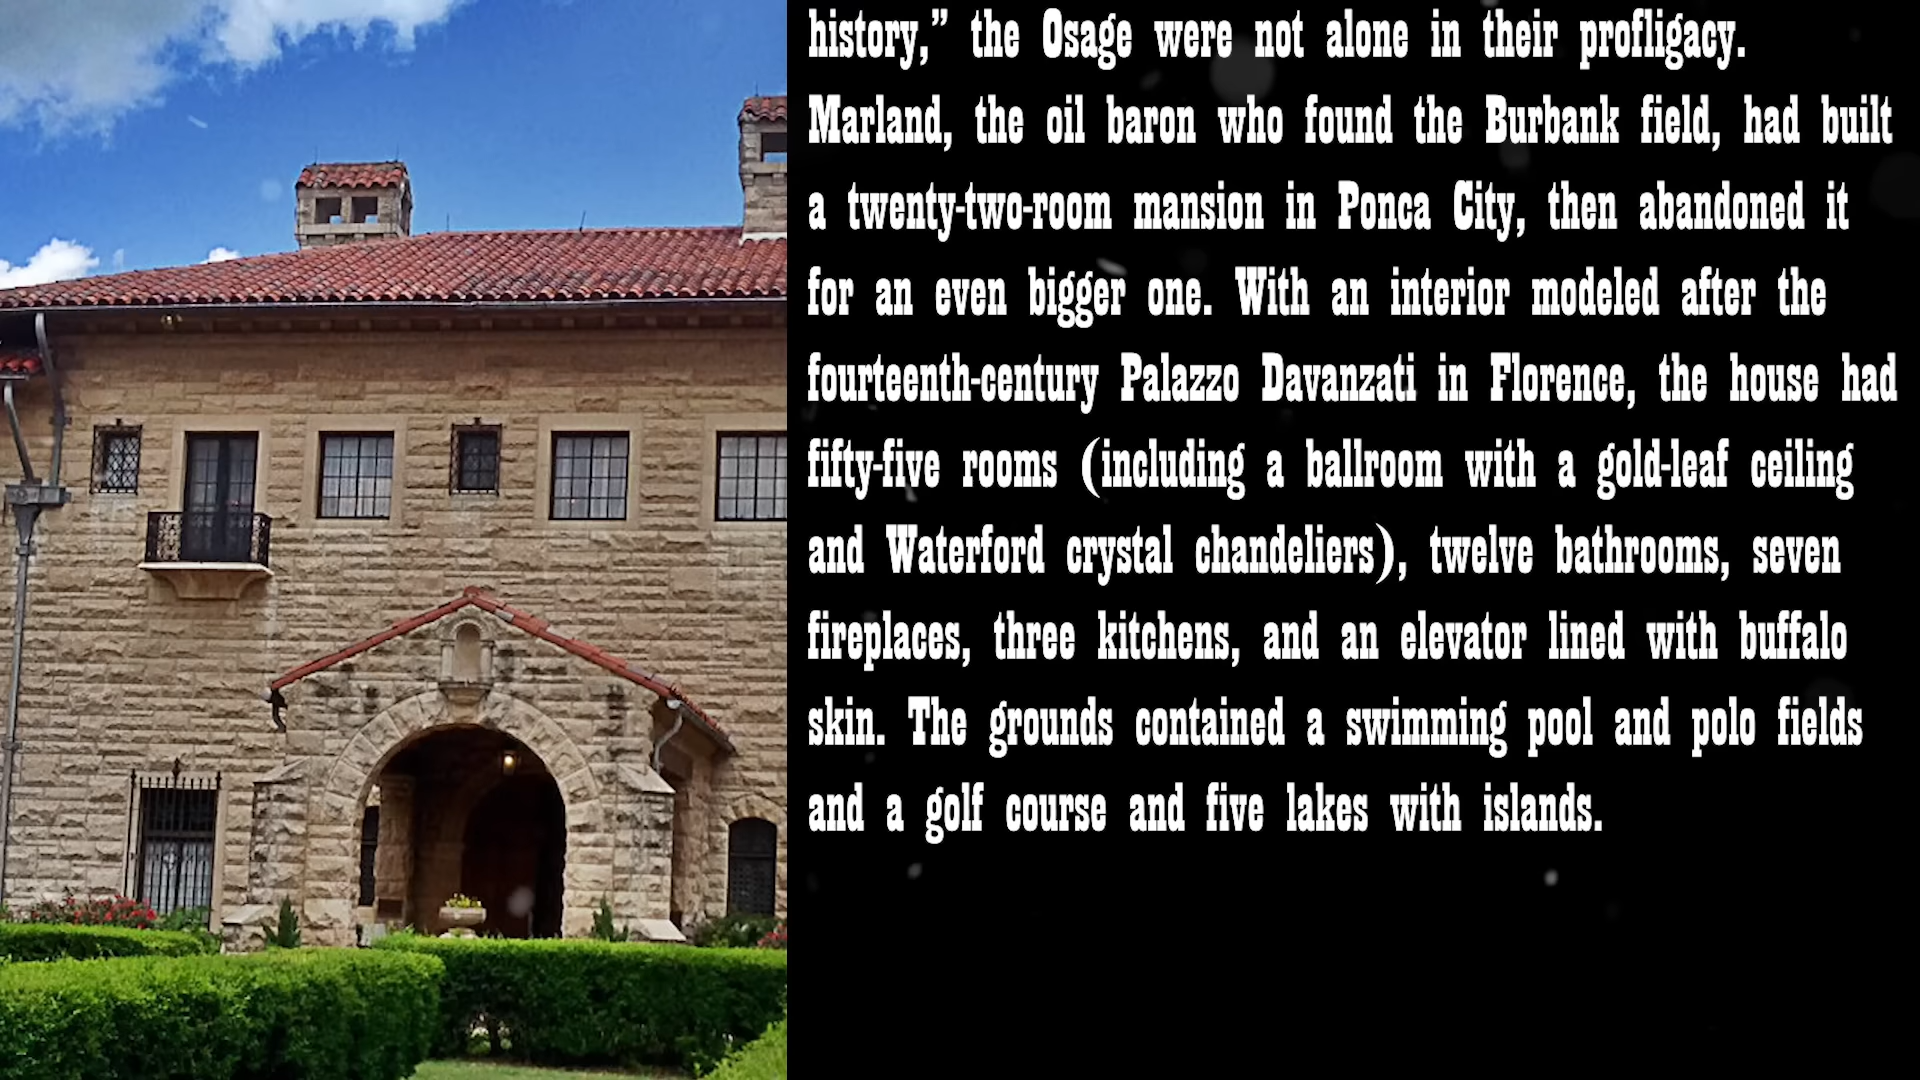 history,” the Osage were not alone in their profligacy.
Marland, the oil baron who found the Burbank field, had built
a twenty-two-room mansion in Ponca City, then abandoned it
for an even bigger one. With an interior modeled after the
fourteenth-century Palazzo Davanzati in Florence, the house had
fifty-five rooms (including a ballroom with a gold-leaf ceiling
and Waterford crystal chandeliers), twelve bathrooms, seven
fireplaces, three kitchens, and an elevator lined with buffalo
skin. The grounds contained a swimming pool and polo fields
and a golf course and five lakes with islands.